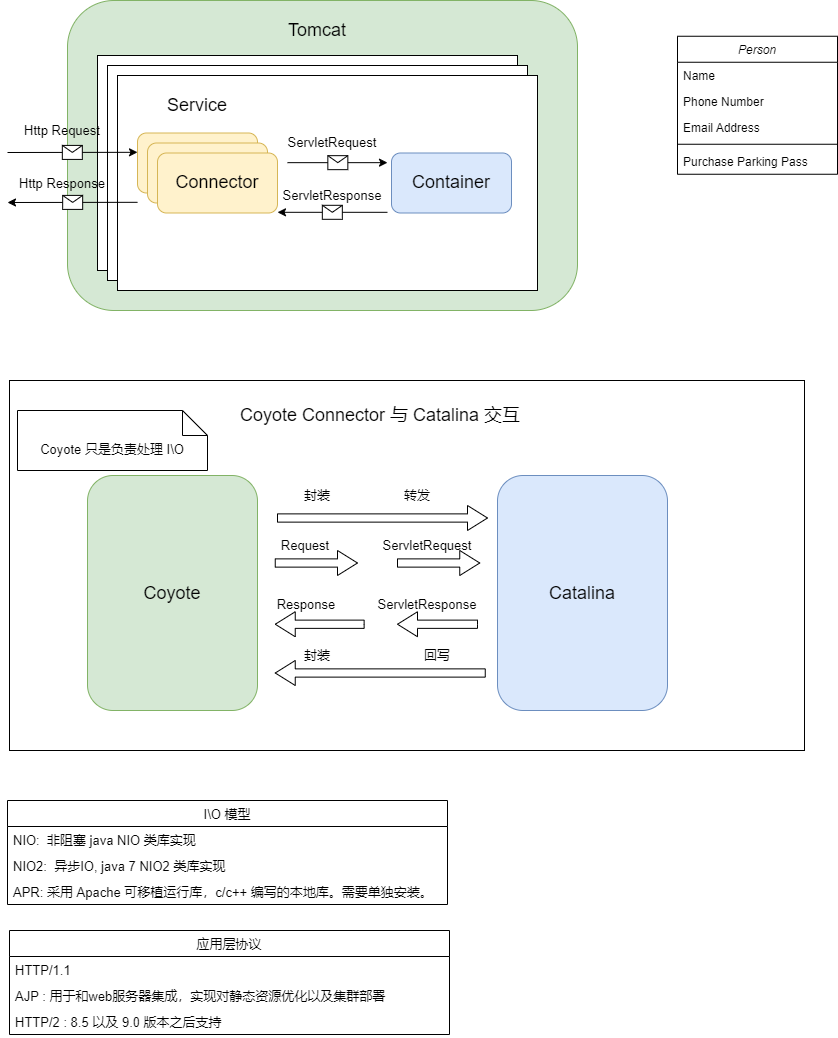 Tomcat
Service
Http Request
Http Response
Connector
ServletRequest
ServletResponse
Container
Person
Name
Phone Number
Email Address
Purchase Parking Pass
Coyote Connector 与 Catalina 交互
Coyote 只是负责处理 I\O
Coyote
封装 转发
Request ServletRequest
Response ServletResponse
封装 回写
Catalina
I\O 模型
NIO: 非阻塞 java NIO 类库实现
NIO2: 异步IO, java 7 NIO2 类库实现
APR: 采用 Apache 可移植运行库，c/c++ 编写的本地库。需要单独安装。
应用层协议
HTTP/1.1
AJP : 用于和web服务器集成，实现对静态资源优化以及集群部署
HTTP/2 : 8.5 以及 9.0 版本之后支持